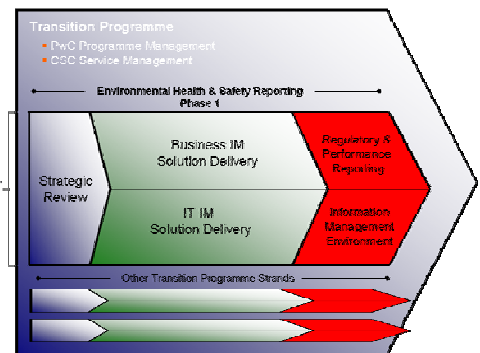 Transition Programme
PwC Programme Management
CSC Service Management
Environmental Health & Safety Reporting
Phase 1
Strategic
Review
Business IM
Solution Delivery
IT IM
Solution Delivery
Regulatory &
Performance
Reporting
Information
Management
Environment
Other Transition Programme Strands